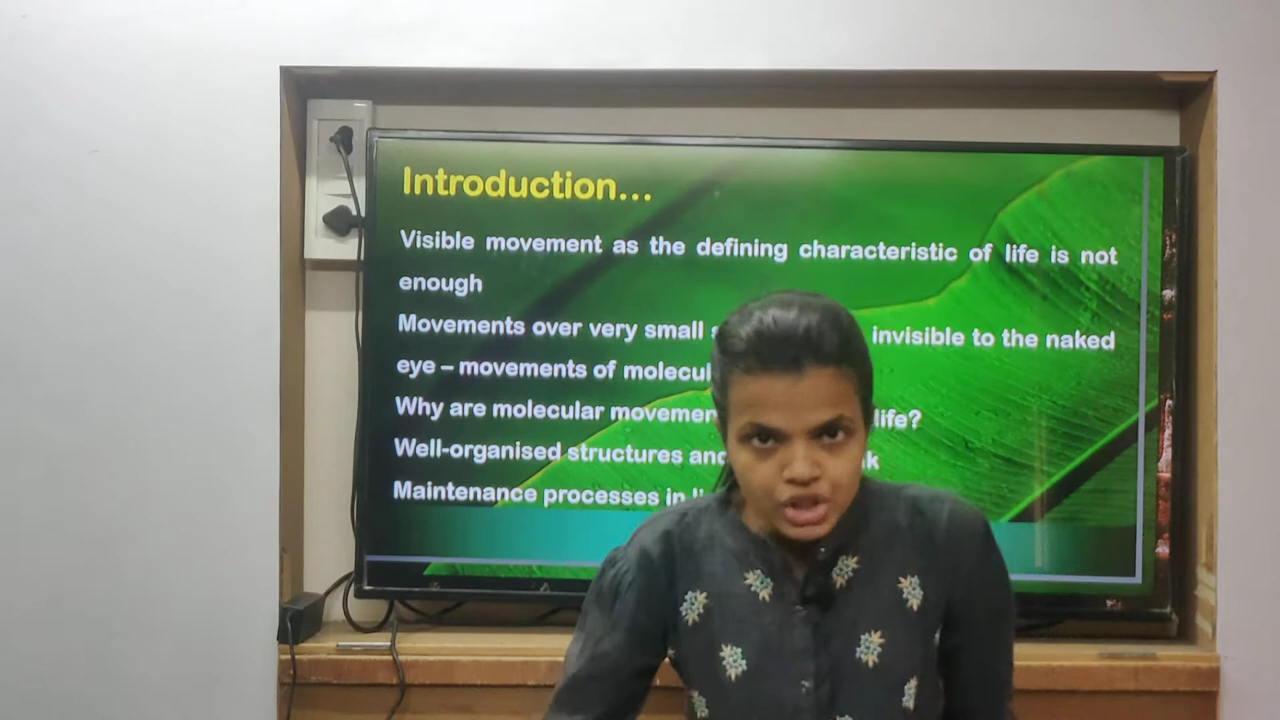 Introduction...
Visible movement as the defining characteristic of life is not
enough
Movements over very small invisible to the naked
eye – movements of
Why are molecular life?
Well-organised structures
Maintenance processes in